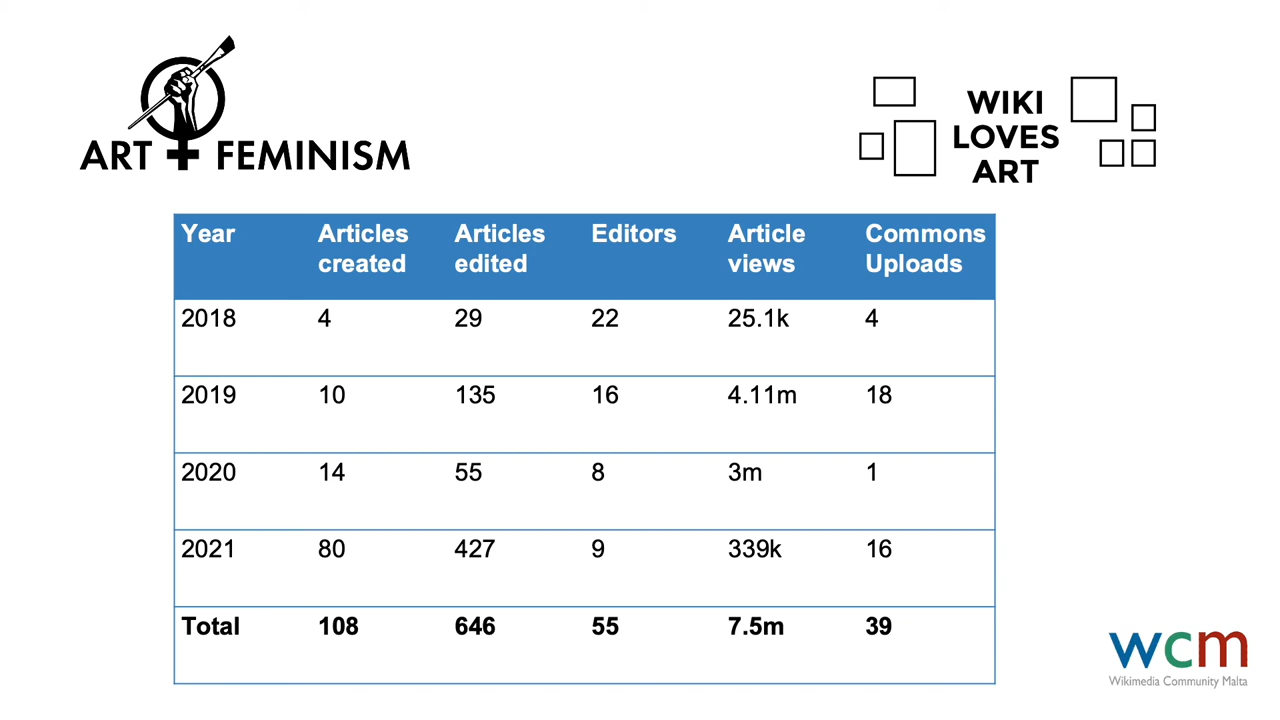 ART + FEMINISM
WIKI
LOVES
ART
Year Articles created Articles edited Editors Article views Commons Uploads
2018 4 29 22 25.1k 4
2019 10 135 16 4.11m 18
2020 14 55 8 3m 1
2021 80 427 9 339k 16
Total 108 646 55 7.5m 39
wcm
Wikimedia Community Malta